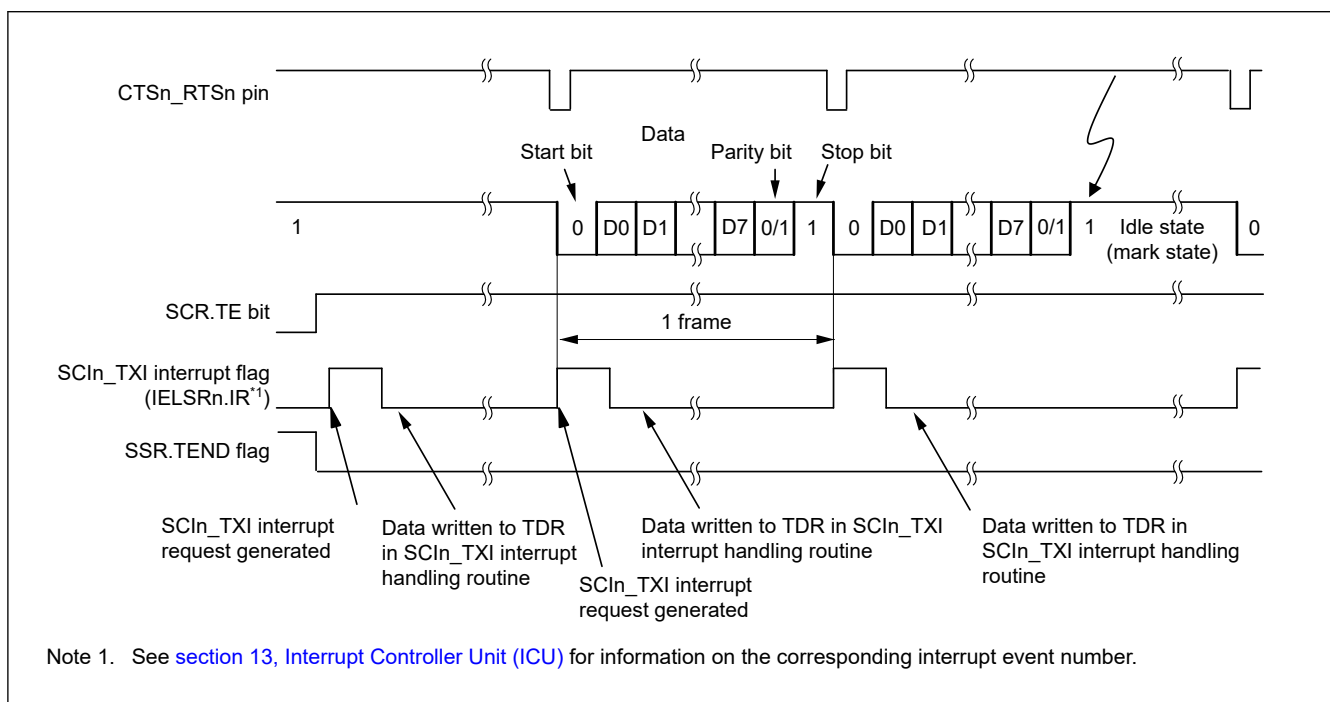 CTSn_RTSn pin
Data
Start bit
Parity bit
Stop bit
1
0
D0
D1
D7
0/1
1
0
D0
D1
D7
0/1
1
Idle state
(mark state)
0
SCR.TE bit
1 frame
SCIn_TXI interrupt flag
(IELSRn.IR*1)
SSR.TEND flag
SCIn_TXI interrupt
request generated
Data written to TDR
in SCIn_TXI interrupt
handling routine
SCIn_TXI interrupt
request generated
Data written to TDR in SCIn_TXI
interrupt handling routine
Data written to TDR in
SCIn_TXI interrupt handling
routine
Note 1. See section 13, Interrupt Controller Unit (ICU) for information on the corresponding interrupt event number.